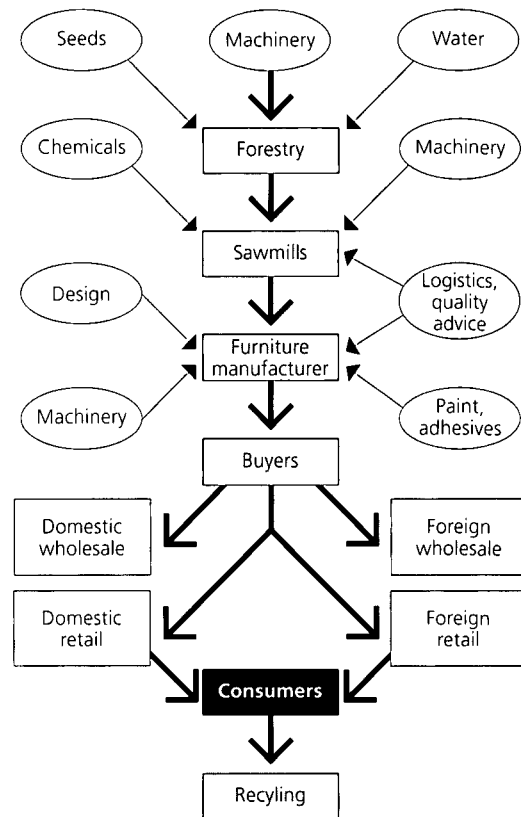 Seeds
Machinery
Water
Forestry
Chemicals
Machinery
Sawmills
Design
Logistics,
quality
advice
Furniture
manufacturer
Machinery
Paint,
adhesives
Buyers
Domestic
wholesale
Foreign
wholesale
Domestic
retail
Foreign
retail
Consumers
Recyling